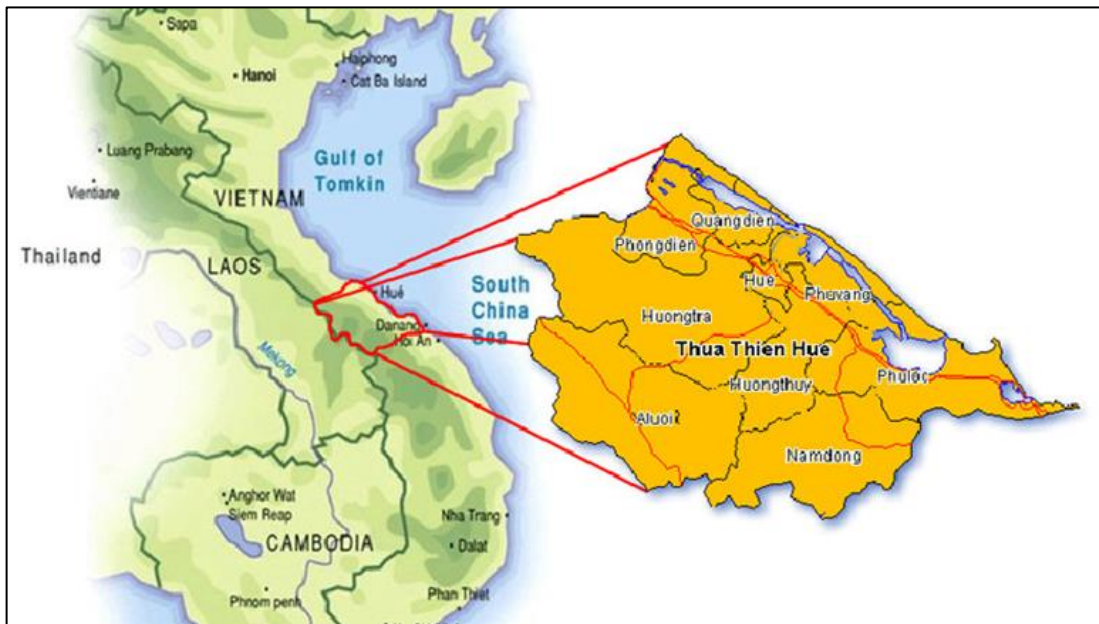 Sapa
Hanoi
Haiphong
Cat Ba Island
Luang Prabang
Gulf of
Tomkin
Vientiane
VIETNAM
Thailand
LAOS
Hué
South
China
Sea
Danang
Hoi An
Mekong
Anghor Wat
Siem Reap
CAMBODIA
Nha Trang
Dalat
Phnom penh
Phan Thiet
Quangdien
Phongdien
Hue
Phuvang
Huongtra
Thua Thien Hue
Phuloc
Huongthuy
Aluoi
Namdong